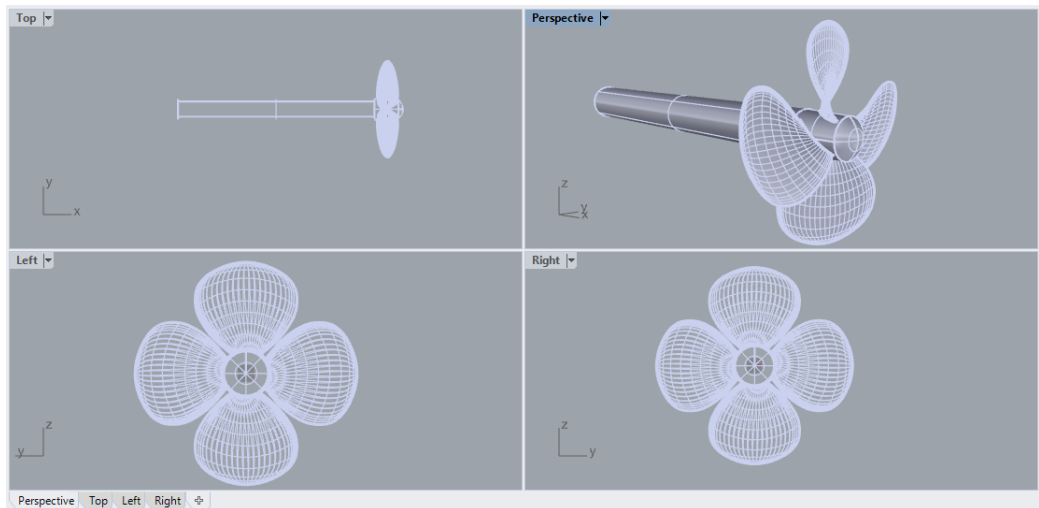 Top
Perspective
y
x
z
y
x
Left
Right
z
y
z
y
Perspective Top Left Right